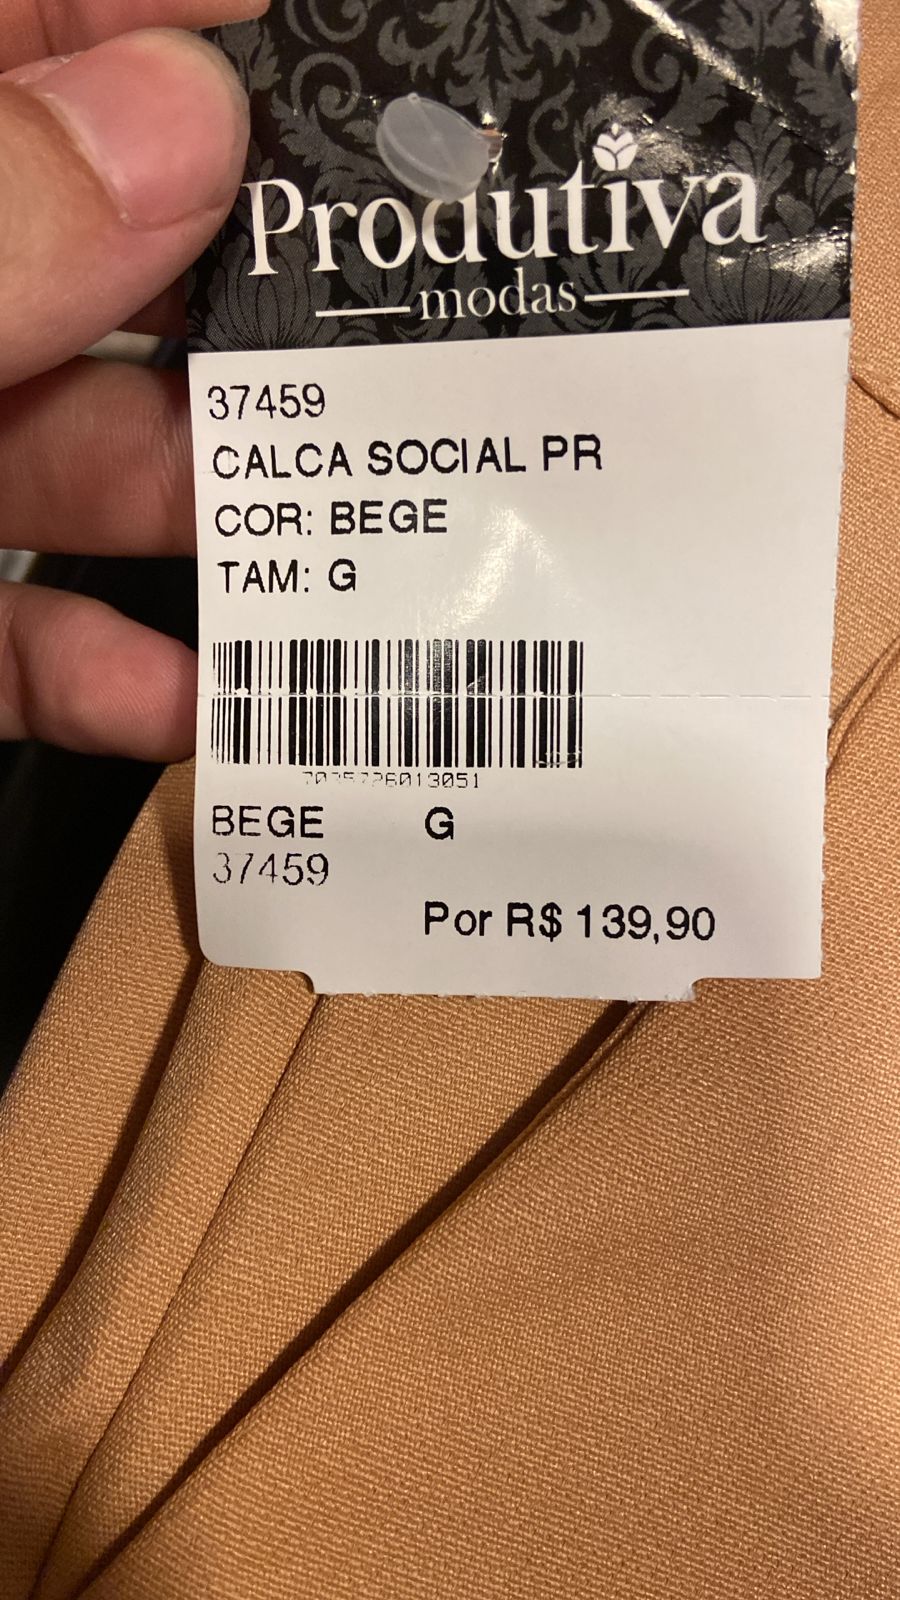 Produtiva
modas
37459
CALCA SOCIAL PR
COR: BEGE
TAM: G
BEGE G
37459
Por R$ 139,90